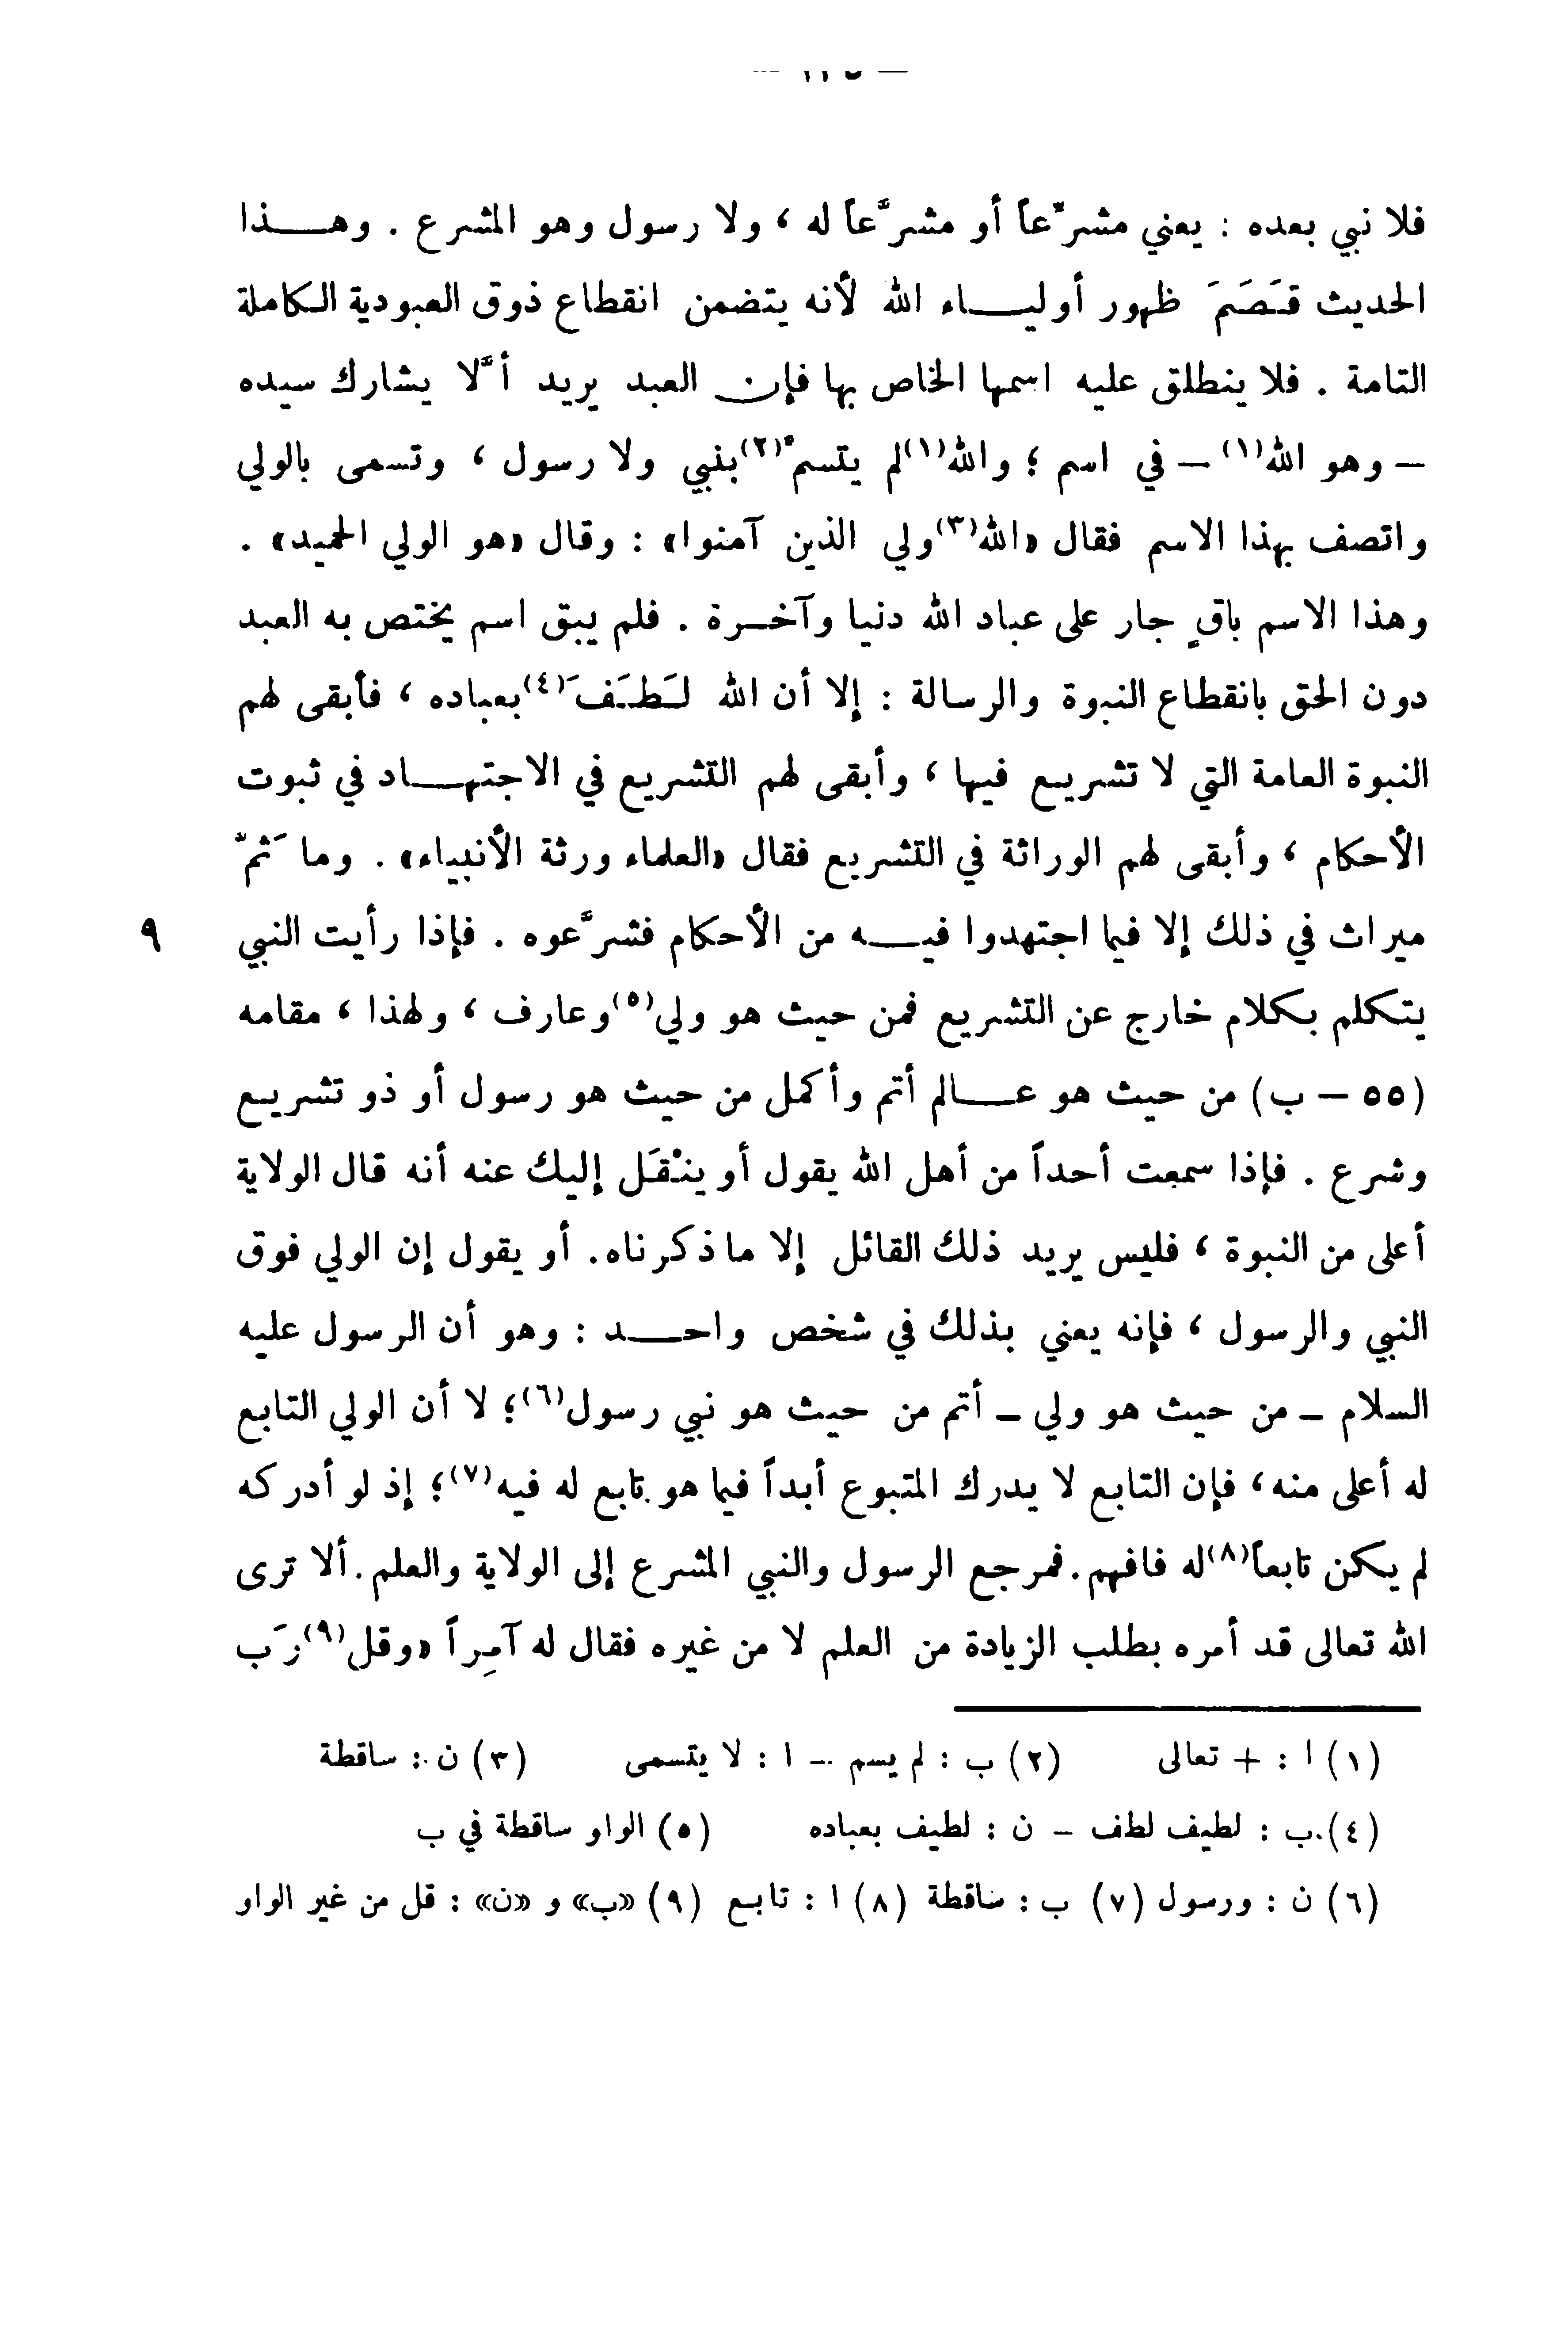 فلا نبي بعده : يعني مشرِّعاً أو مشرَّعاً له ، ولا رسول وهو المشرع . وهـــذا
الحديث قَصَمَ ظهور أوليـــاء الله لأنه يتضمن انقطاع ذوق العبودية الكاملة
التامة . فلا ينطلق عليه اسمها الخاص بها فإن العبد يريد ألَّا يشارك سيده
– وهو الله(١) – في اسم ؛ والله(١) لم يتسمَّ(٢) بنبي ولا رسول ، وتسمى بالولي
واتصف بهذا الاسم فقال «الله(٣) ولي الذين آمنوا» : وقال «هو الولي الحميد» .
وهذا الاسم باقٍ جار على عباد الله دنيا وآخـرة . فلم يبق اسم يختص به العبد
دون الحق بانقطاع النبوة والرسالة : إلا أن الله لَطَفَ(٤) بعباده ، فأبقى لهم
النبوة العامة التي لا تشريع فيها ، وأبقى لهم التشريع في الاجتهـــاد في ثبوت
الأحكام ، وأبقى لهم الوراثة في التشريع فقال «العلماء ورثة الأنبياء» . وما ثَمَّ
ميراث في ذلك إلا فيما اجتهدوا فيـــه من الأحكام فشرَّعوه . فإذا رأيت النبي ٩
يتكلم بكلام خارج عن التشريع فمن حيث هو ولي(٥) وعارف ، ولهذا ، مقامه
(٥٥ – ب) من حيث هو عـــالم أتم وأكمل من حيث هو رسول أو ذو تشريع
وشرع . فإذا سمعت أحداً من أهل الله يقول أو ينْقَل إليك عنه أنه قال الولاية
أعلى من النبوة ، فليس يريد ذلك القائل إلا ما ذكرناه. أو يقول إن الولي فوق
النبي والرسول ، فإنه يعني بذلك في شخص واحـــد : وهو أن الرسول عليه
السلام – من حيث هو ولي – أتم من حيث هو نبي رسول(٦) ؛ لا أن الولي التابع
له أعلى منه ، فإن التابع لا يدرك المتبوع أبداً فيما هو تابع له فيه(٧) ؛ إذ لو أدركه
لم يكن تابعاً(٨) له فافهم. فمرجع الرسول والنبي المشرع إلى الولاية والعلم. ألا ترى
الله تعالى قد أمره بطلب الزيادة من العلم لا من غيره فقال له آمِراً «وقل(٩) رَب
(١) ا : + تعالى (٢) ب : لم يسم – ا : لا يتسمى (٣) ن : ساقطة
(٤) ب : لطيف لطف – ن : لطيف بعباده (٥) الواو ساقطة في ب
(٦) ن : ورسول (٧) ب : ساقطة (٨) ا : تابع (٩) «ب» و «ن» : قل من غير الواو